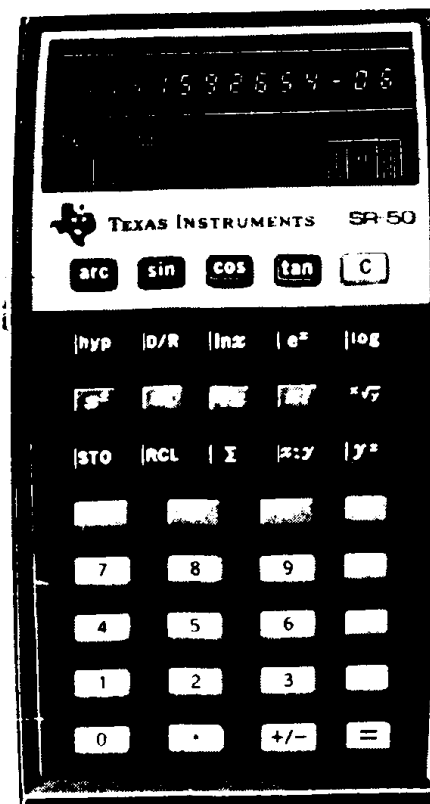 1592654-06
TEXAS INSTRUMENTS SR-50
arc sin cos tan C
hyp D/R lnx e^x log
x² ˣ√y
STO RCL Σ x:y yˣ
7 8 9
4 5 6
1 2 3
0 . +/- =